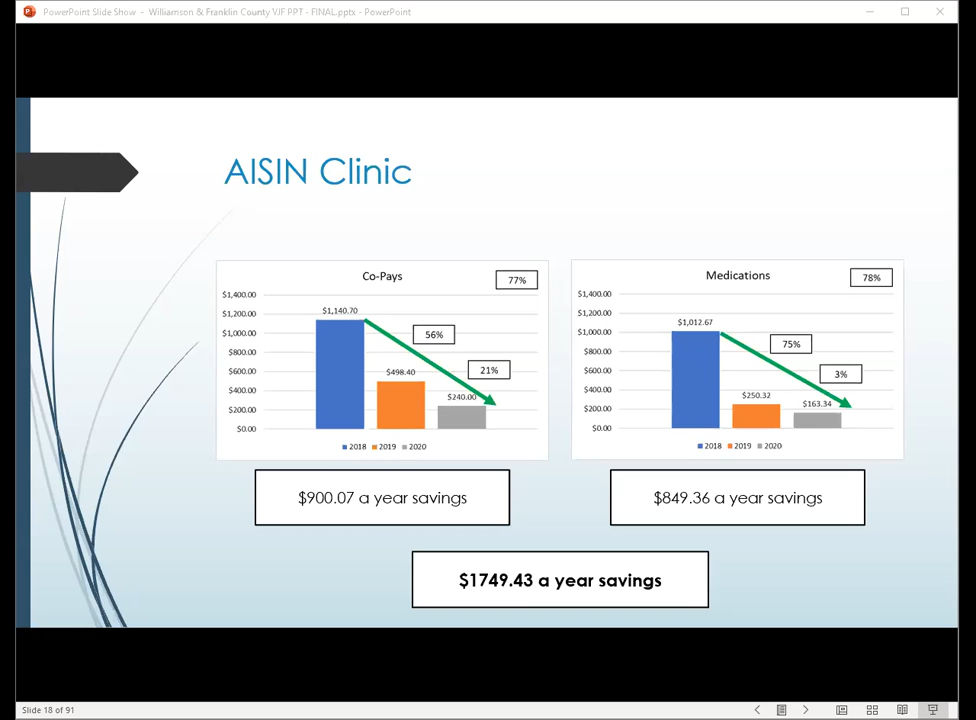 PowerPoint Slide Show - Williamson & Franklin County VIF PPT - FINAL.pptx - PowerPoint
AISIN Clinic
Co-Pays
77%
$1,400.00
$1,200.00
$1,000.00
$800.00
$600.00
$400.00
$200.00
$0.00
$1,140.70
56%
21%
$498.40
$240.00
2018 2019 2020
Medications
78%
$1,400.00
$1,200.00
$1,000.00
$800.00
$600.00
$400.00
$200.00
$0.00
$1,012.67
75%
3%
$250.32
$163.34
2018 2019 2020
$900.07 a year savings
$849.36 a year savings
$1749.43 a year savings
Slide 18 of 91